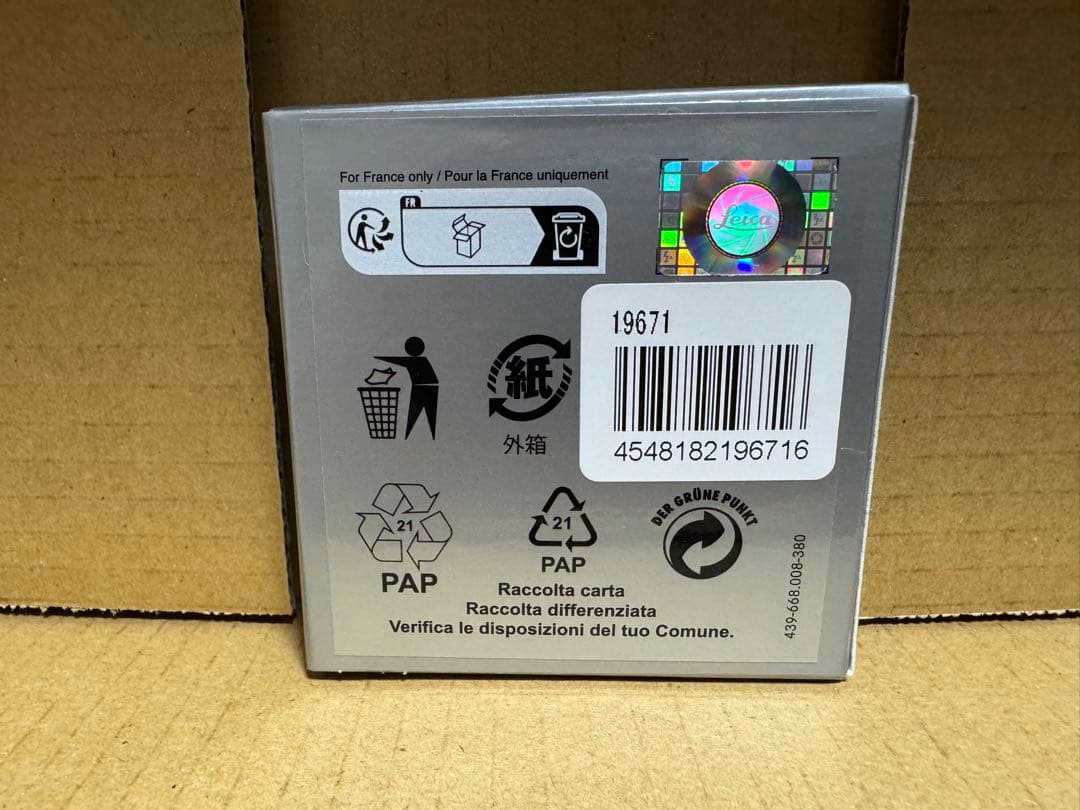 For France only / Pour la France uniquement
FR
Leica
19671
4548182196716
紙
外箱
21
PAP
21
PAP
DER GRÜNE PUNKT
Raccolta carta
Raccolta differenziata
Verifica le disposizioni del tuo Comune.
439-668.008-380